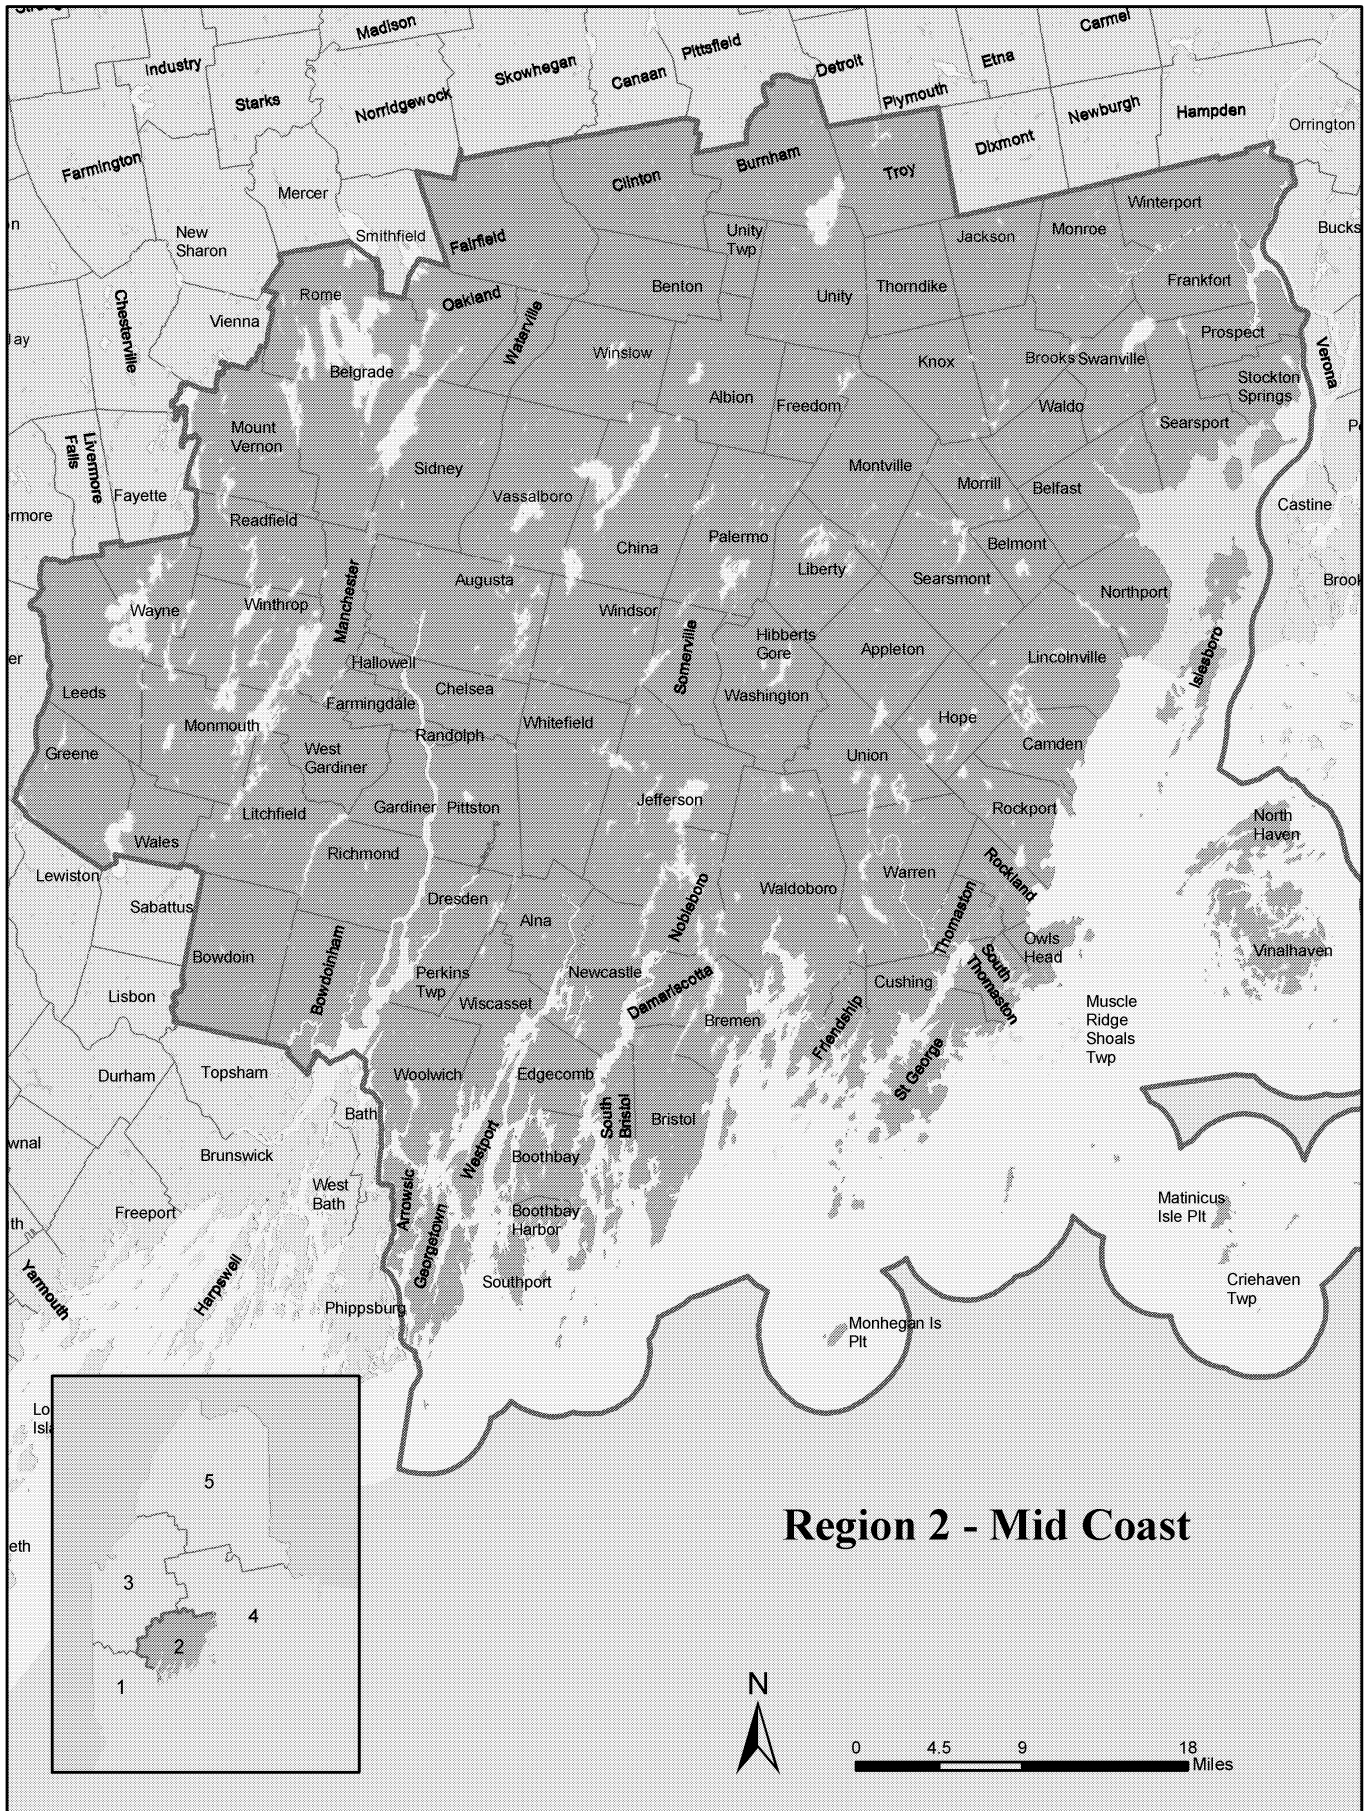 Madison
Carmel
Pittsfield
Etna
Detroit
Industry
Skowhegan
Canaan
Starks
Norridgewock
Plymouth
Newburgh
Hampden
Orrington
Dixmont
Farmington
Burnham
Troy
Clinton
Mercer
Winterport
n
New
Sharon
Smithfield
Fairfield
Unity
Twp
Jackson
Monroe
Bucks
Rome
Oakland
Benton
Unity
Thorndike
Frankfort
Vienna
Chesterville
Jay
Waterville
Winslow
Prospect
Verona
Belgrade
Knox
Brooks
Swanville
Stockton
Springs
Albion
Freedom
Waldo
Mount
Vernon
Searsport
Livermore
Falls
Sidney
Montville
Fayette
Vassalboro
Morrill
Belfast
Castine
ermore
Readfield
Palermo
China
Belmont
Liberty
Augusta
Searsmont
Brook
Manchester
Northport
Wayne
Winthrop
Windsor
Hibberts
Gore
Somerville
Appleton
Islesboro
er
Hallowell
Lincolnville
Leeds
Chelsea
Washington
Farmingdale
Monmouth
Whitefield
Hope
Randolph
Greene
West
Gardiner
Union
Camden
Jefferson
Litchfield
Gardiner
Pittston
Rockport
North
Haven
Wales
Richmond
Lewiston
Rockland
Warren
Waldoboro
Sabattus
Dresden
Nobleboro
Thomaston
Alna
Owls
Head
Vinalhaven
Bowdoin
Bowdoinham
Perkins
Twp
Newcastle
Damariscotta
Cushing
South
Thomaston
Lisbon
Wiscasset
Bremen
Friendship
Muscle
Ridge
Shoals
Twp
St George
Durham
Topsham
Woolwich
Edgecomb
Bath
South
Bristol
Bristol
wnal
Brunswick
Westport
Boothbay
West
Bath
Arrowsic
Matinicus
Isle Plt
Freeport
th
Boothbay
Harbor
Georgetown
Yarmouth
Harpswell
Southport
Criehaven
Twp
Phippsburg
Monhegan Is
Plt
Lo
Isla
5
eth
3
4
2
1
Region 2 - Mid Coast
N
0 4.5 9 18
Miles